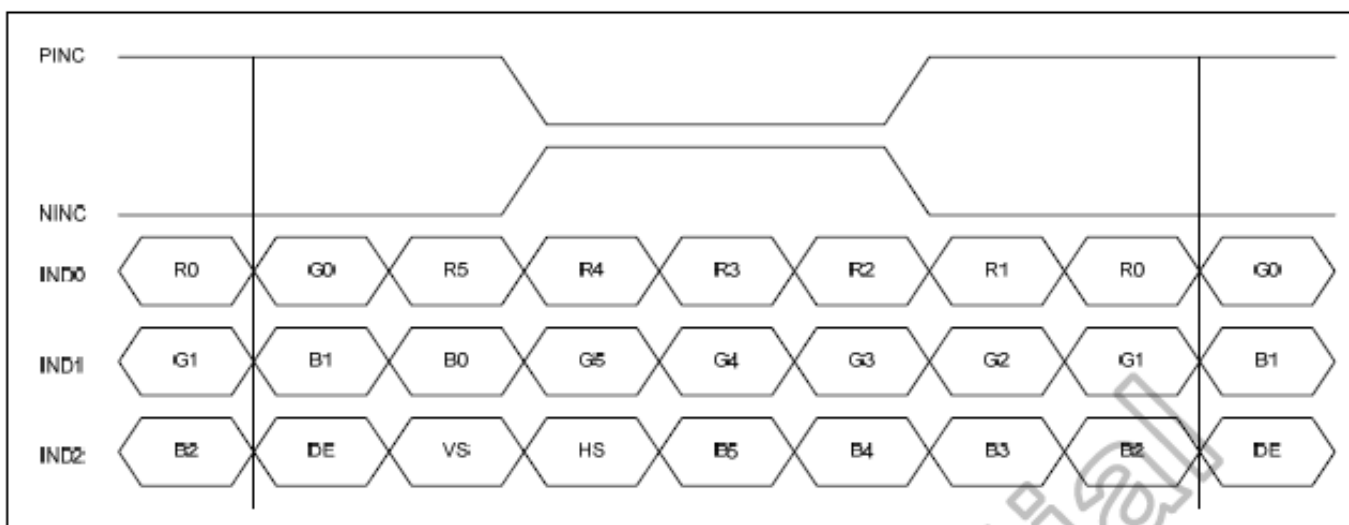 PINC
NINC
IND0 R0 G0 R5 R4 R3 R2 R1 R0 G0
IND1 G1 B1 B0 G5 G4 G3 G2 G1 B1
IND2 B2 DE VS HS B5 B4 B3 B2 DE